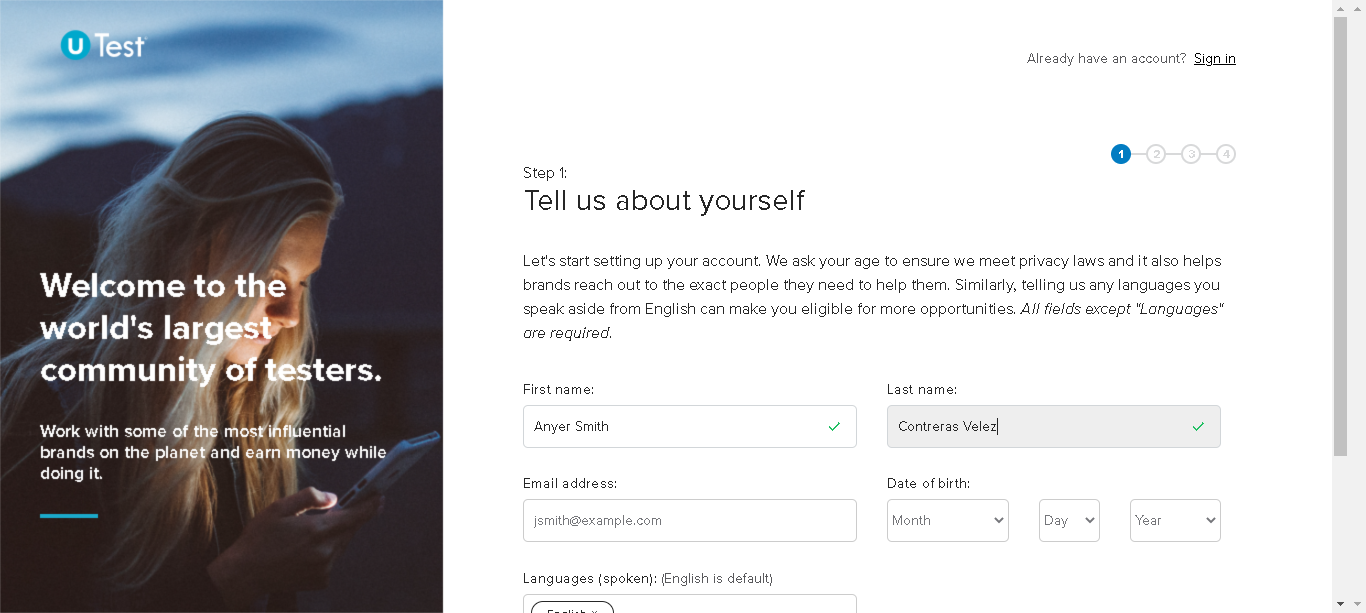 U Test
Welcome to the
world's largest
community of testers.
Work with some of the most influential
brands on the planet and earn money while
doing it.
Already have an account? Sign in
1 2 3 4
Step 1:
Tell us about yourself
Let's start setting up your account. We ask your age to ensure we meet privacy laws and it also helps
brands reach out to the exact people they need to help them. Similarly, telling us any languages you
speak aside from English can make you eligible for more opportunities. All fields except "Languages"
are required.
First name: Last name:
Anyer Smith Contreras Velez
Email address: Date of birth:
jsmith@example.com Month Day Year
Languages (spoken): (English is default)
English ×